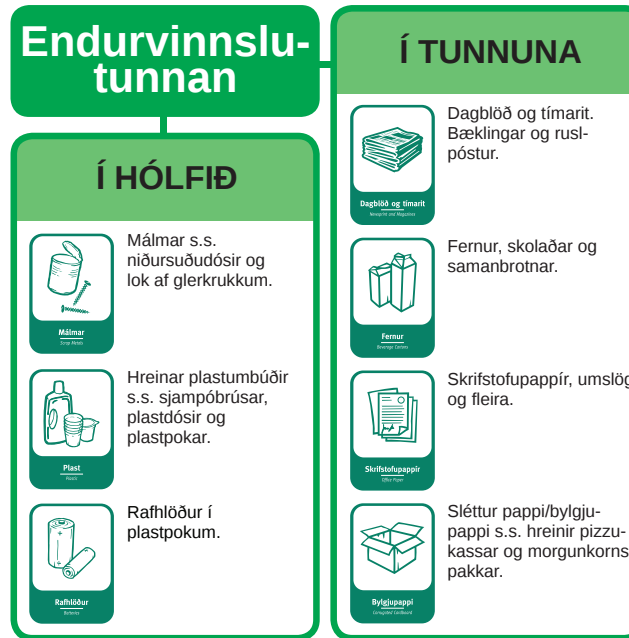 Endurvinnslu-
tunnan
Í HÓLFIÐ
Málmar s.s.
niðursuðudósir og
lok af glerkrukkum.
Málmar
Scrap Metals
Hreinar plastumbúðir
s.s. sjampóbrúsar,
plastdósir og
plastpokar.
Plast
Plastic
Rafhlöður í
plastpokum.
Rafhlöður
Batteries
Í TUNNUNA
Dagblöð og tímarit.
Bæklingar og rusl-
póstur.
Dagblöð og tímarit
Newsprint and Magazines
Fernur, skolaðar og
samanbrotnar.
Fernur
Beverage Cartons
Skrifstofupappír, umslög
og fleira.
Skrifstofupappír
Office Paper
Sléttur pappi/bylgju-
pappi s.s. hreinir pizzu-
kassar og morgunkorns
pakkar.
Bylgjupappi
Corrugated Cardboard